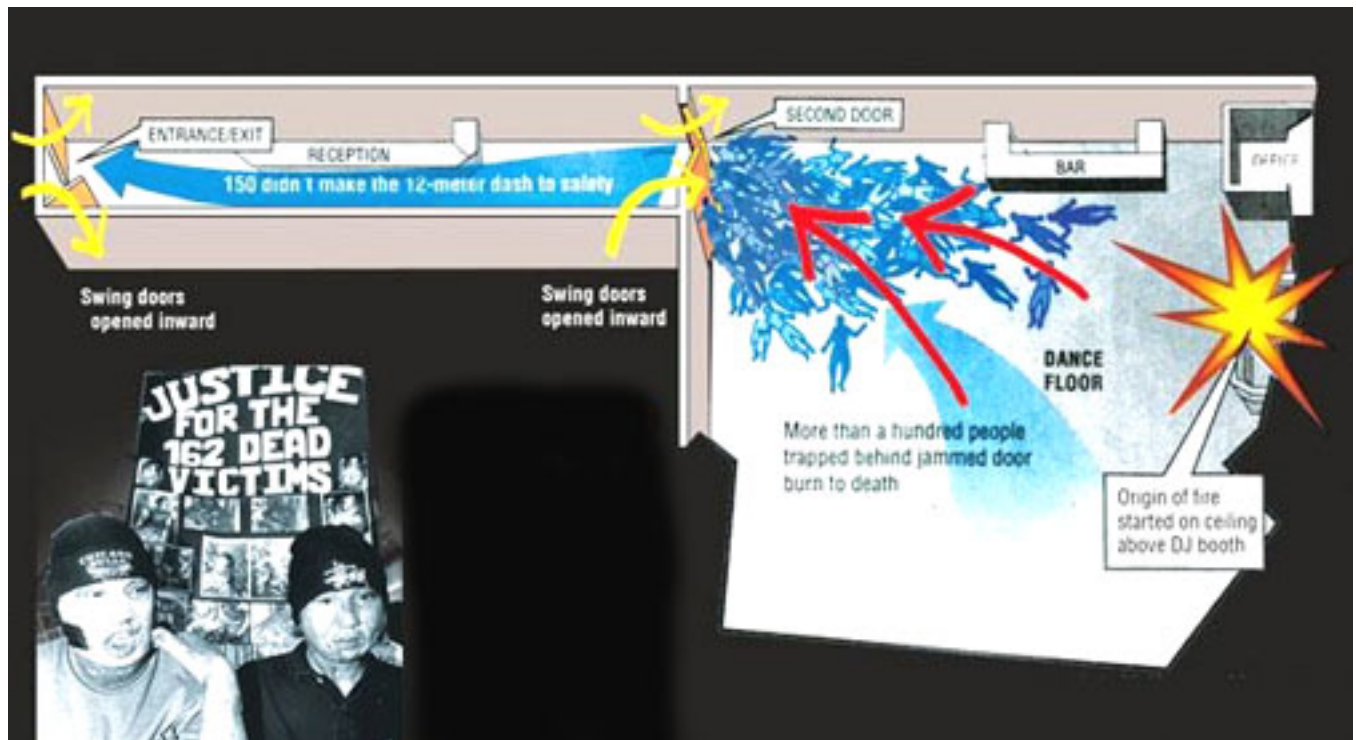 ENTRANCE/EXIT
RECEPTION
150 didn't make the 12-meter dash to safety
SECOND DOOR
BAR
OFFICE
Swing doors
opened inward
Swing doors
opened inward
DANCE
FLOOR
More than a hundred people
trapped behind jammed door
burn to death
Origin of fire
started on ceiling
above DJ booth
JUSTICE
FOR THE
162 DEAD
VICTIMS